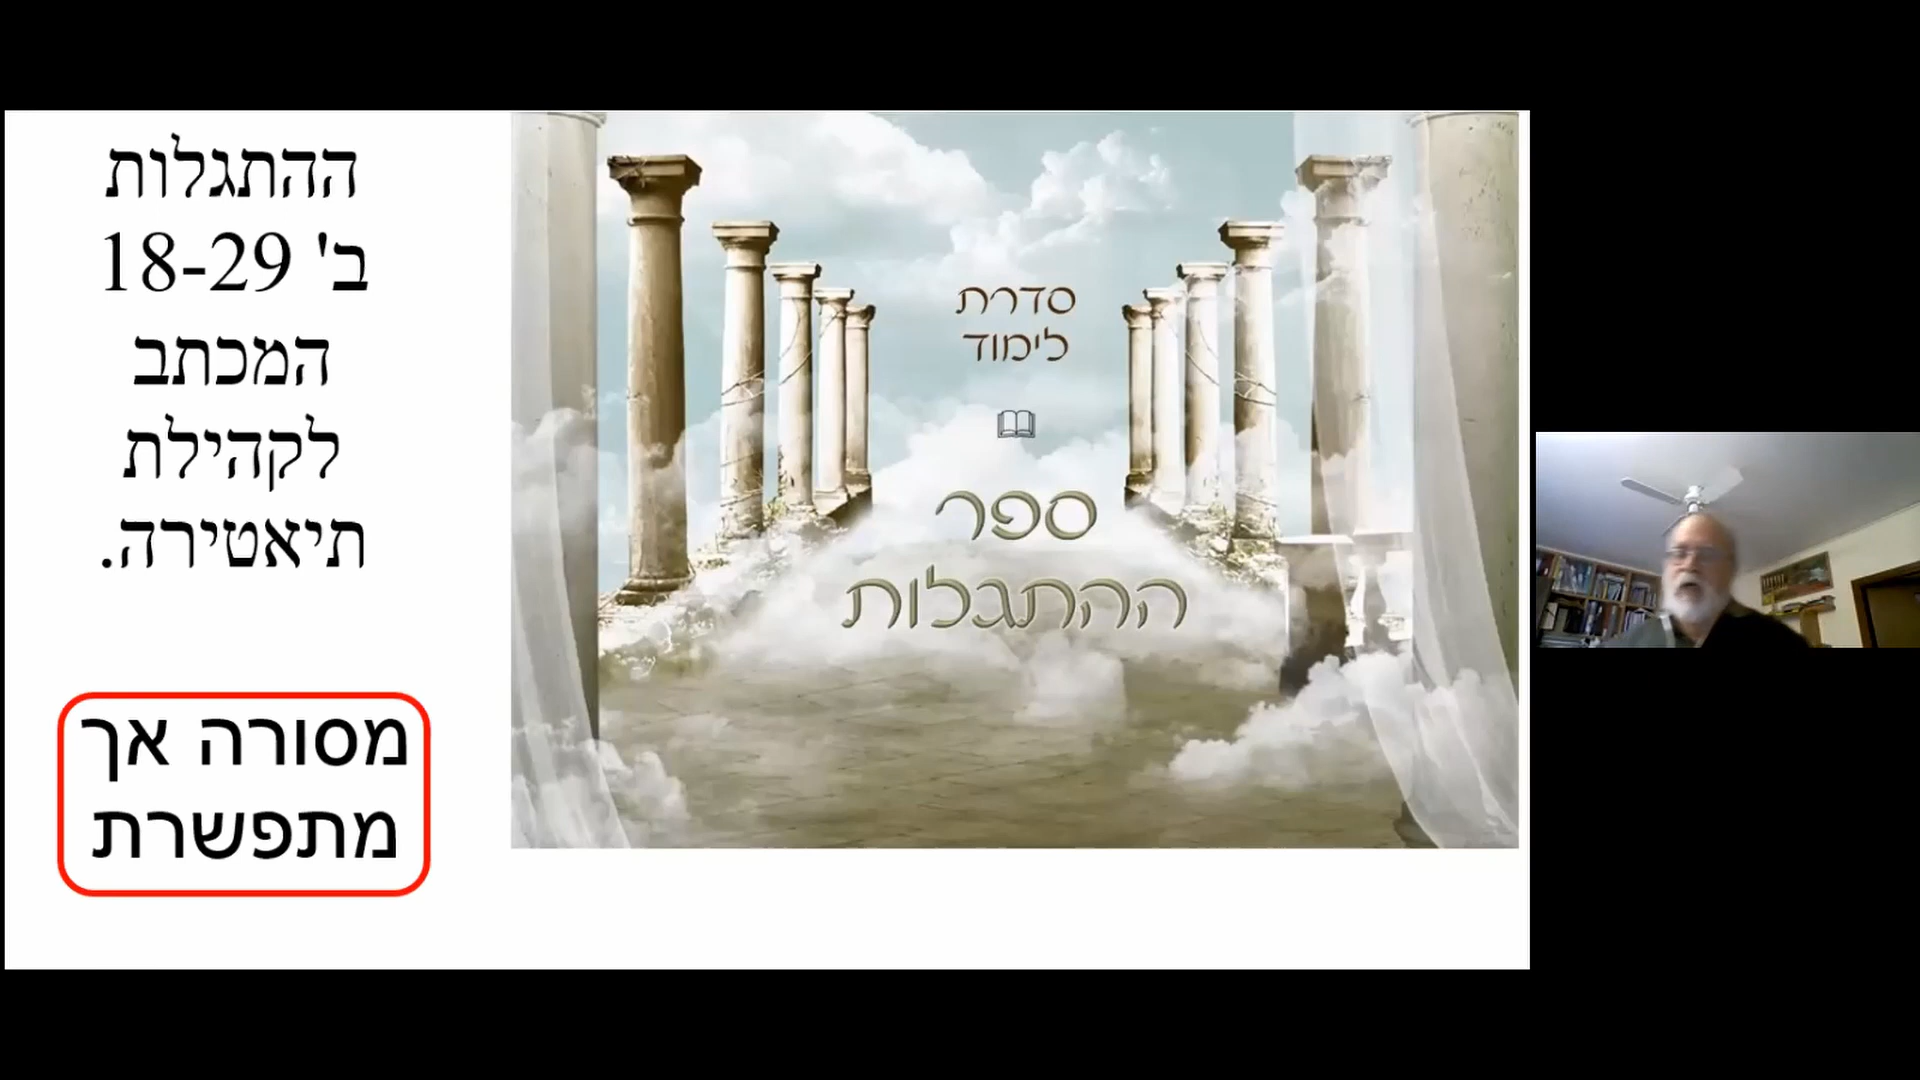 ההתגלות
ב' 18-29
המכתב
לקהילת
תיאטירה.
מסורה אך
מתפשרת
סדרת
לימוד
ספר
ההתגלות